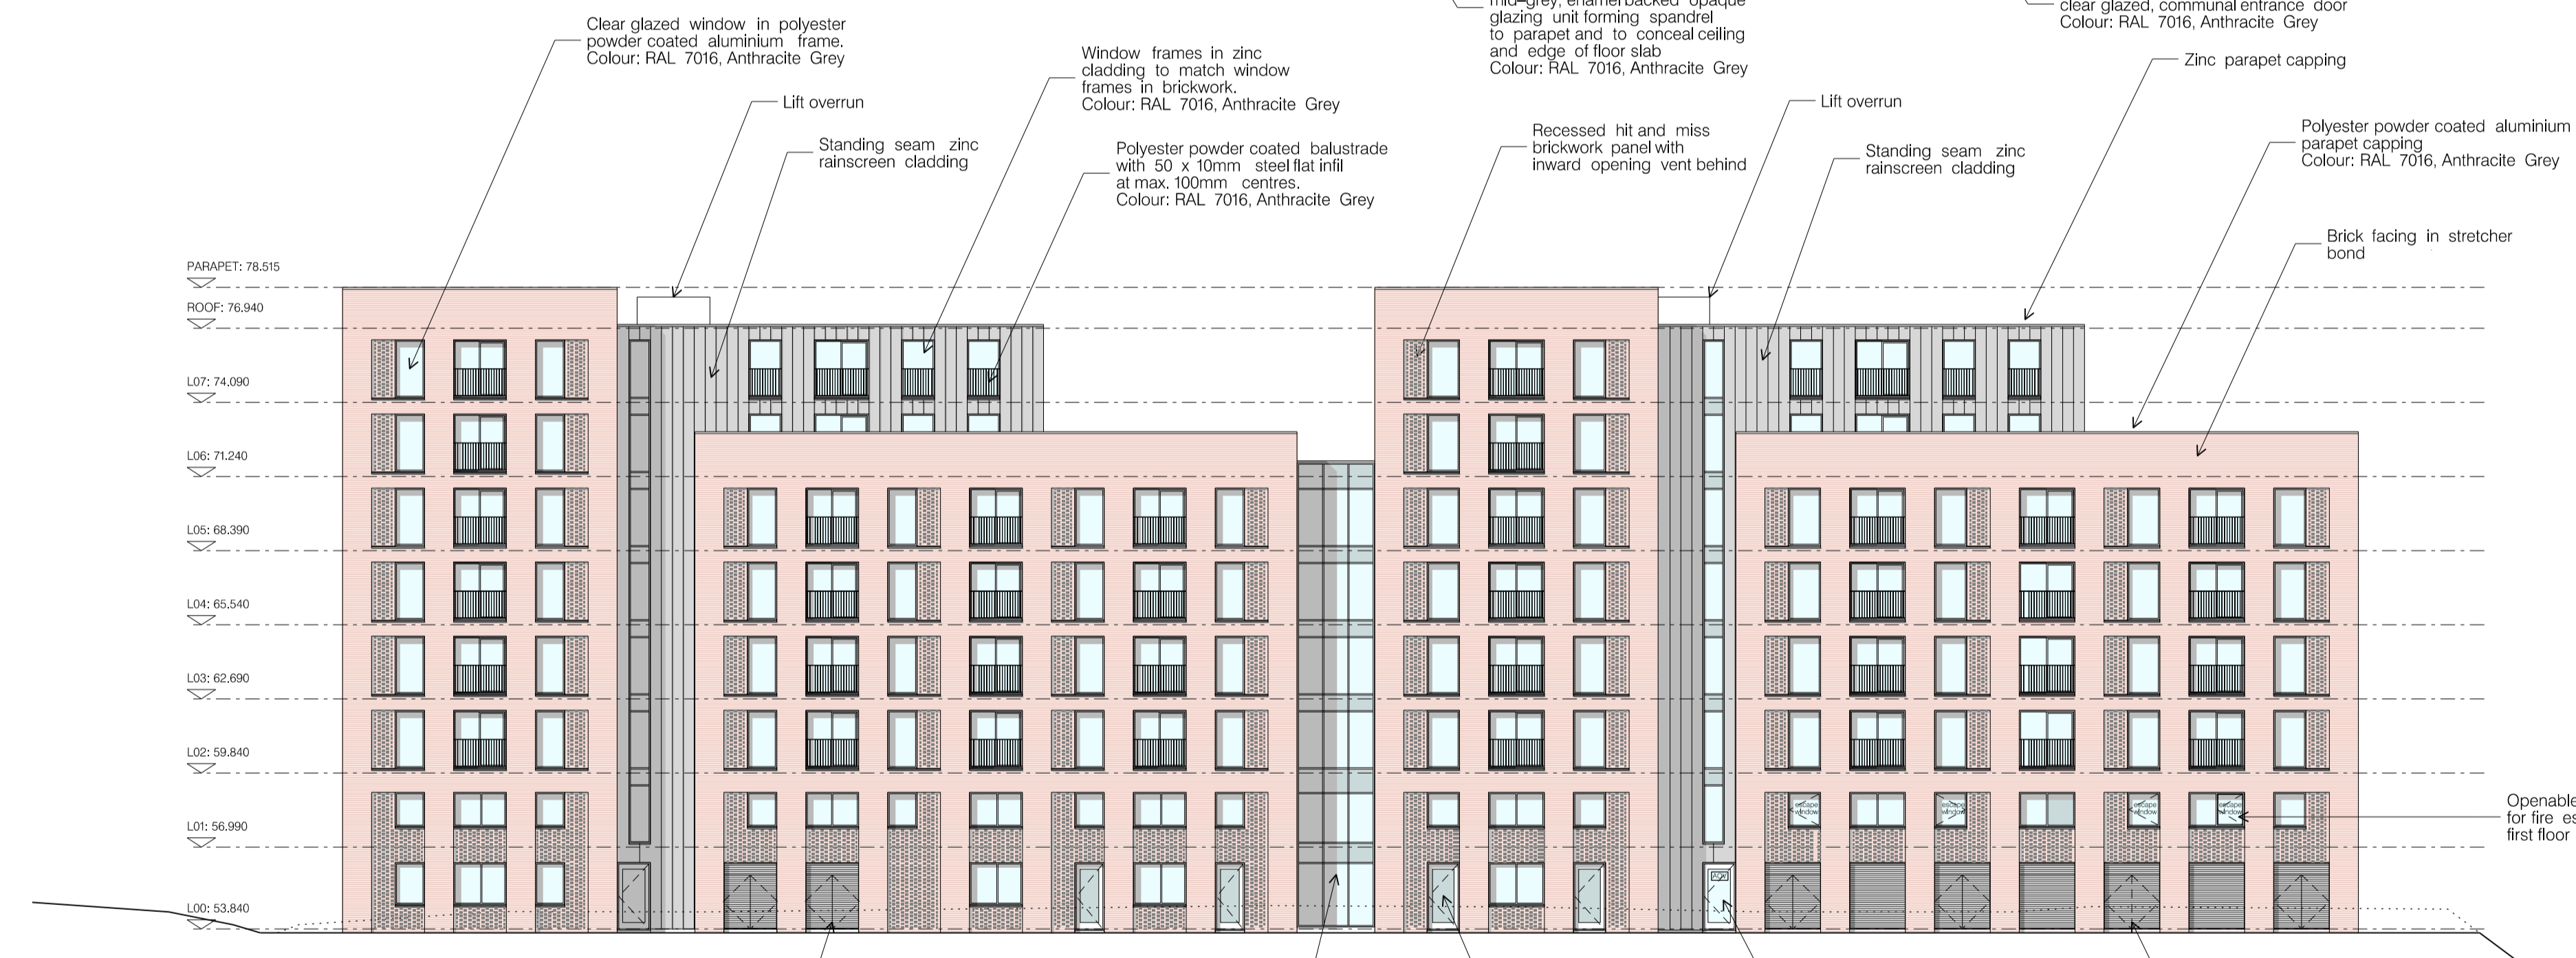 Clear glazed window in polyester
powder coated aluminium frame.
Colour: RAL 7016, Anthracite Grey
Lift overrun
Standing seam zinc
rainscreen cladding
Window frames in zinc
cladding to match window
frames in brickwork.
Colour: RAL 7016, Anthracite Grey
Polyester powder coated balustrade
with 50 x 10mm steel flat infil
at max. 100mm centres.
Colour: RAL 7016, Anthracite Grey
mid-grey, enamel backed opaque
glazing unit forming spandrel
to parapet and to conceal ceiling
and edge of floor slab
Colour: RAL 7016, Anthracite Grey
Recessed hit and miss
brickwork panel with
inward opening vent behind
Lift overrun
Standing seam zinc
rainscreen cladding
clear glazed, communal entrance door
Colour: RAL 7016, Anthracite Grey
Zinc parapet capping
Polyester powder coated aluminium
parapet capping
Colour: RAL 7016, Anthracite Grey
Brick facing in stretcher
bond
PARAPET: 78.515
ROOF: 76.940
L07: 74.090
L06: 71.240
L05: 68.390
L04: 65.540
L03: 62.690
L02: 59.840
L01: 56.990
L00: 53.840
escape
window
escape
window
escape
window
escape
window
Openable
for fire es
first floor